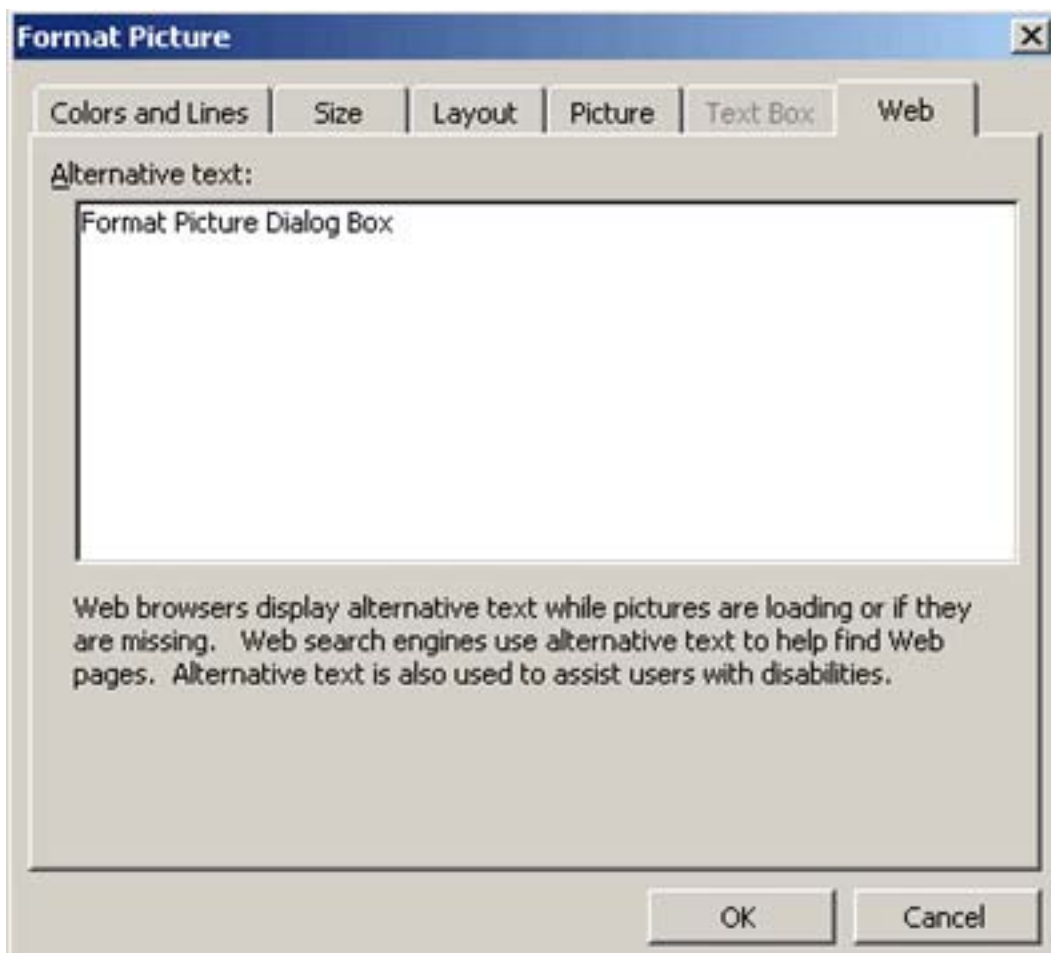 Format Picture
Colors and Lines Size Layout Picture Text Box Web
Alternative text:
Format Picture Dialog Box
Web browsers display alternative text while pictures are loading or if they
are missing.   Web search engines use alternative text to help find Web
pages.  Alternative text is also used to assist users with disabilities.
OK Cancel